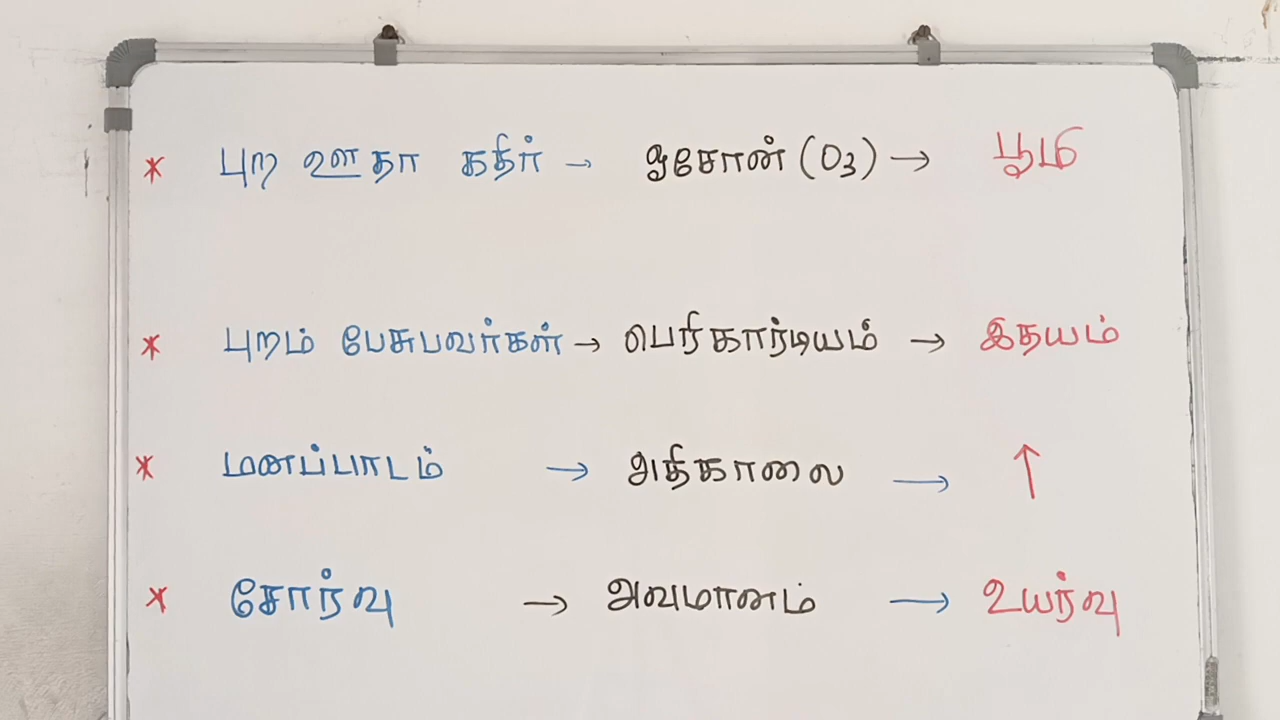 * புற ஊதா கதிர் → ஓசோன் (O3) → பூமி
* புறம் பேசுபவர்கள் → பெரிகார்டியம் → இதயம்
* மனப்பாடம் → அதிகாலை → ↑
* சோர்வு → அவமானம் → உயர்வு